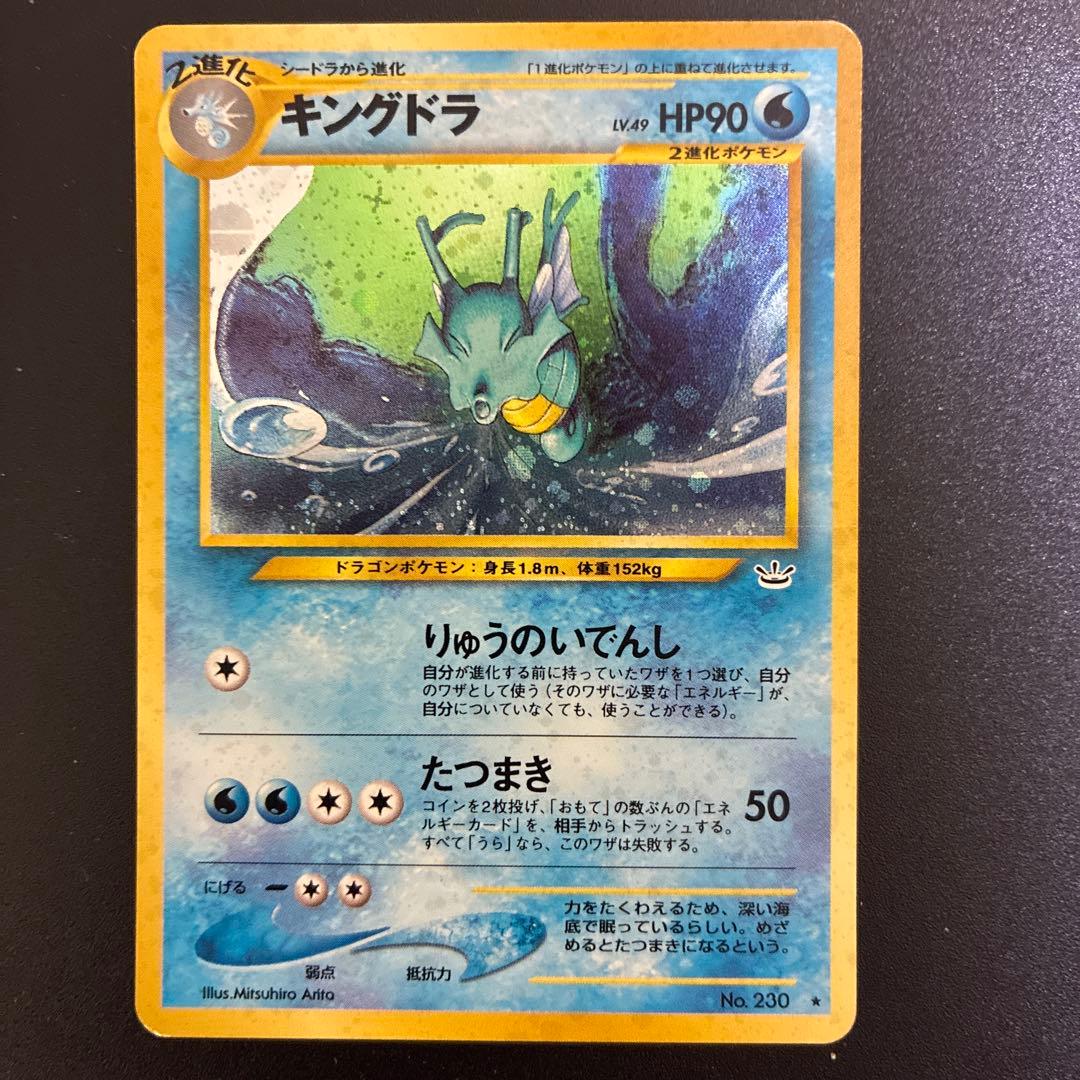 2進化
シードラから進化
「1進化ポケモン」の上に重ねて進化させます。
キングドラ
LV.49 HP90
2進化ポケモン
ドラゴンポケモン：身長1.8m、体重152kg
りゅうのいでんし
自分が進化する前に持っていたワザを1つ選び、自分
のワザとして使う（そのワザに必要な「エネルギー」が、
自分についていなくても、使うことができる）。
たつまき
50
コインを2枚投げ、「おもて」の数ぶんの「エネ
ルギーカード」を、相手からトラッシュする。
すべて「うら」なら、このワザは失敗する。
にげる
力をたくわえるため、深い海
底で眠っているらしい。めざ
めるとたつまきになるという。
弱点
抵抗力
Illus.Mitsuhiro Arita
No. 230 ★